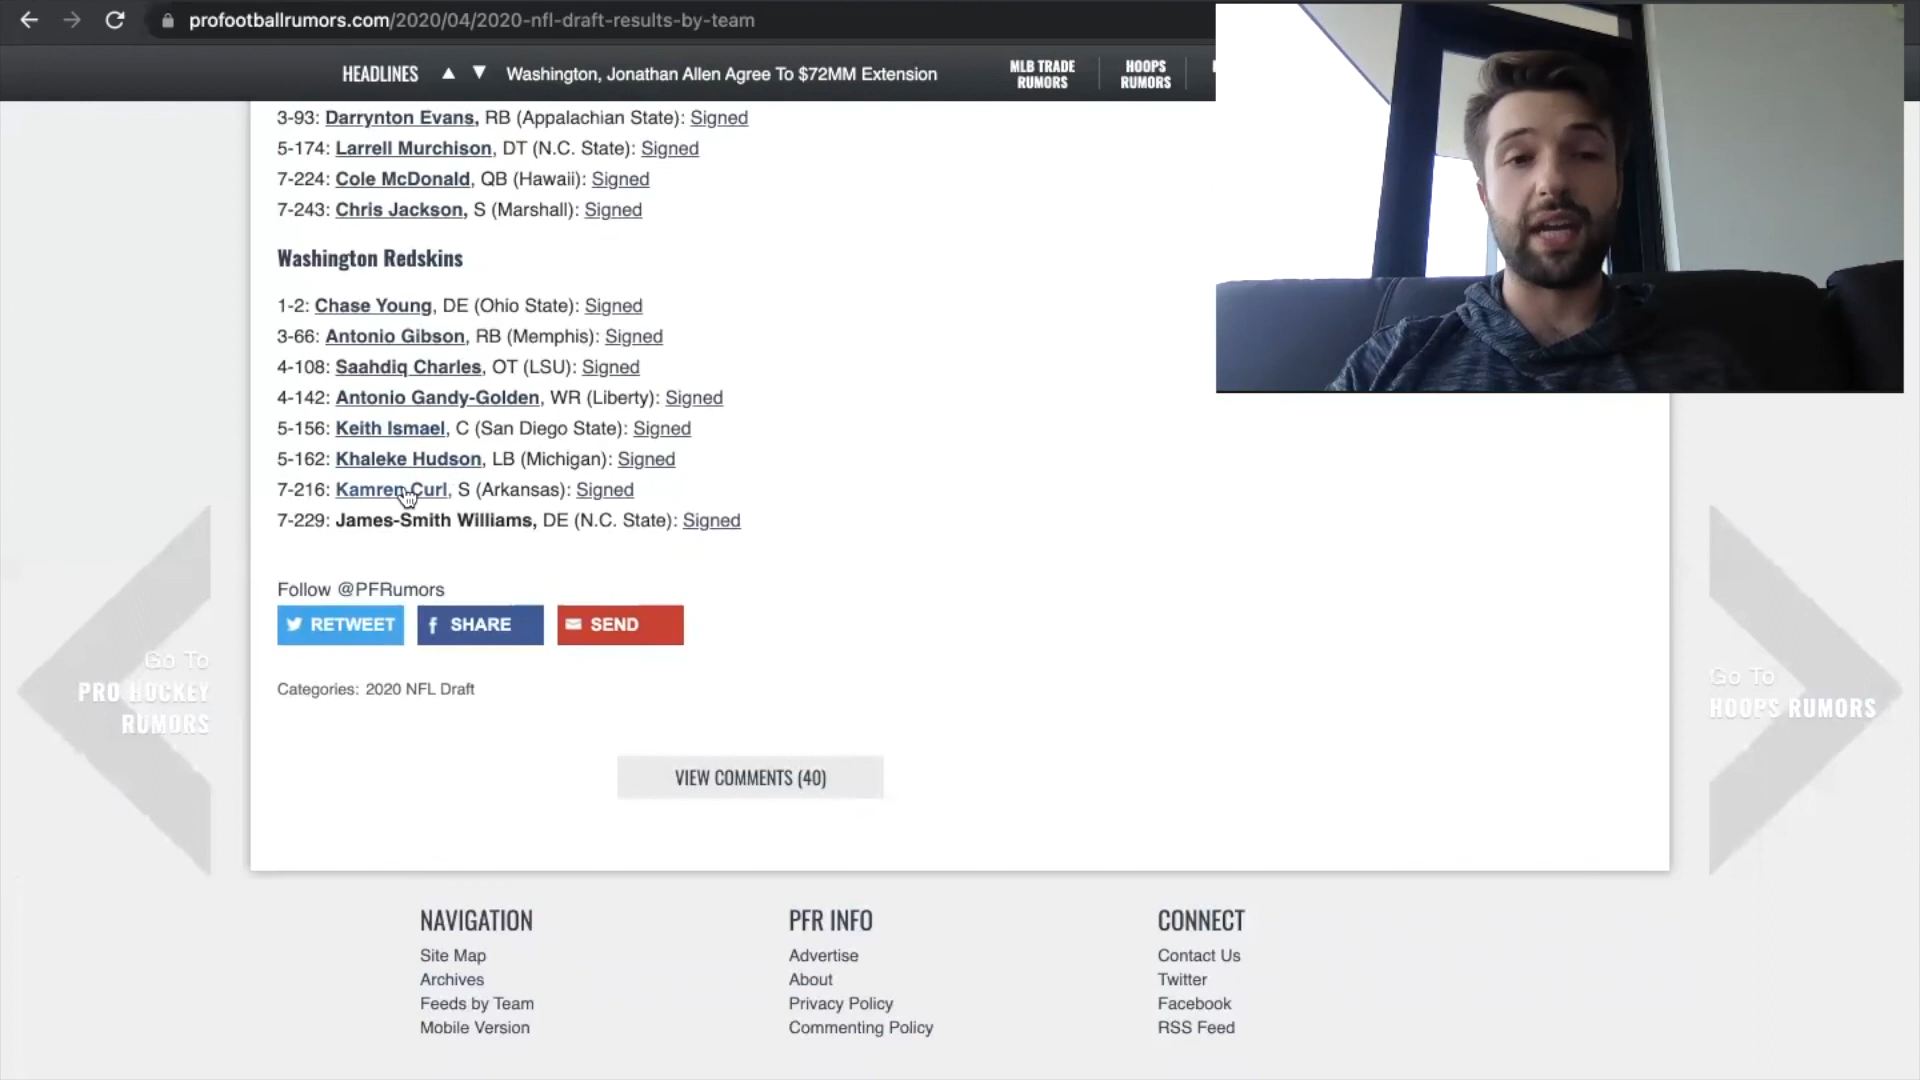 profootballrumors.com/2020/04/2020-nfl-draft-results-by-team
HEADLINES ▲ ▼ Washington, Jonathan Allen Agree To $72MM Extension
MLB TRADE
RUMORS
HOOPS
RUMORS
3-93: Darrynton Evans, RB (Appalachian State): Signed
5-174: Larrell Murchison, DT (N.C. State): Signed
7-224: Cole McDonald, QB (Hawaii): Signed
7-243: Chris Jackson, S (Marshall): Signed
Washington Redskins
1-2: Chase Young, DE (Ohio State): Signed
3-66: Antonio Gibson, RB (Memphis): Signed
4-108: Saahdiq Charles, OT (LSU): Signed
4-142: Antonio Gandy-Golden, WR (Liberty): Signed
5-156: Keith Ismael, C (San Diego State): Signed
5-162: Khaleke Hudson, LB (Michigan): Signed
7-216: Kamren Curl, S (Arkansas): Signed
7-229: James-Smith Williams, DE (N.C. State): Signed
Follow @PFRumors
RETWEET SHARE SEND
Categories: 2020 NFL Draft
Go To
PRO HOCKEY
RUMORS
Go To
HOOPS RUMORS
VIEW COMMENTS (40)
NAVIGATION
Site Map
Archives
Feeds by Team
Mobile Version
PFR INFO
Advertise
About
Privacy Policy
Commenting Policy
CONNECT
Contact Us
Twitter
Facebook
RSS Feed